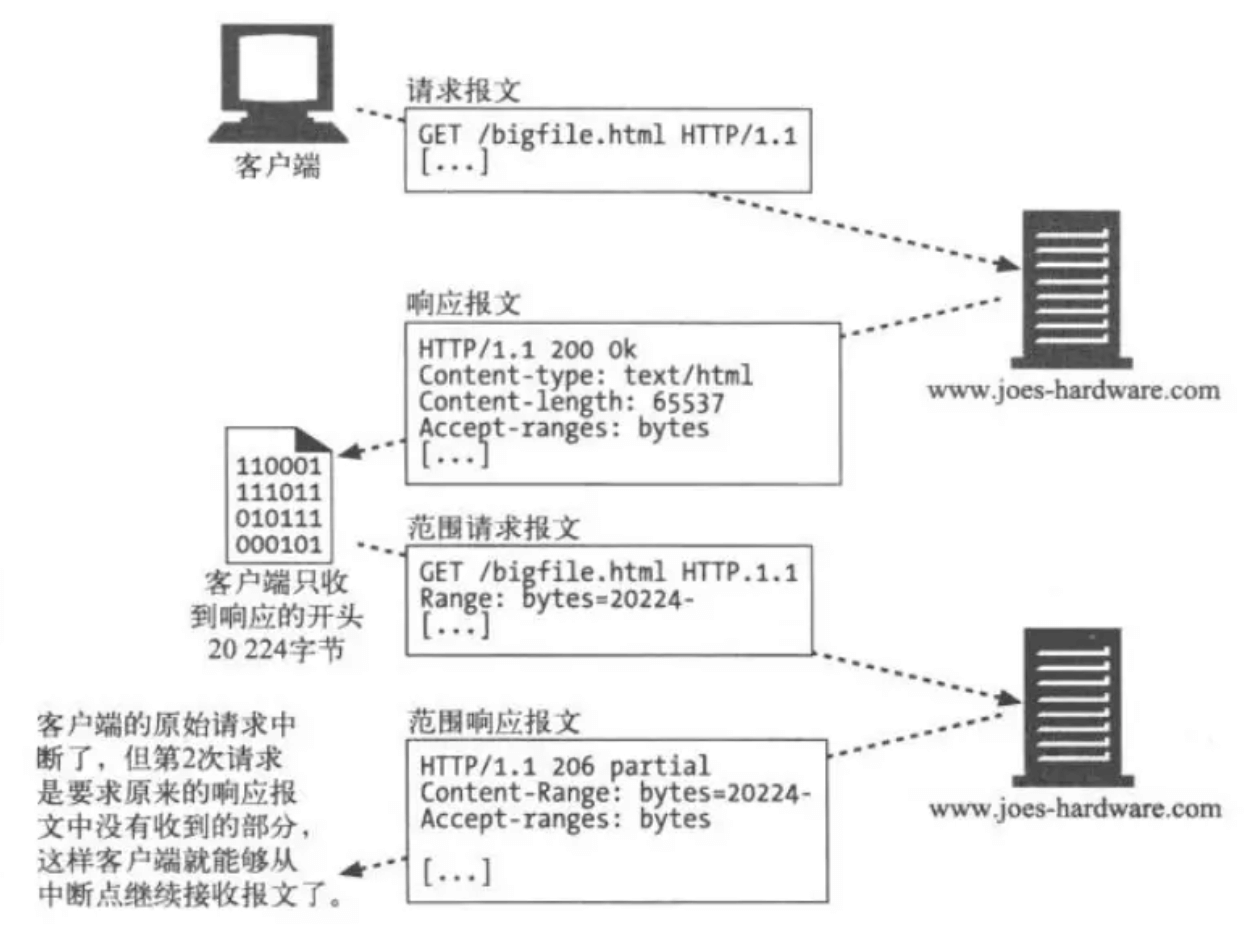 请求报文
GET /bigfile.html HTTP/1.1
[...]
客户端
响应报文
HTTP/1.1 200 Ok
Content-type: text/html
Content-length: 65537
Accept-ranges: bytes
[...]
www.joes-hardware.com
110001
111011
010111
000101
客户端只收
到响应的开头
20 224字节
范围请求报文
GET /bigfile.html HTTP.1.1
Range: bytes=20224-
[...]
客户端的原始请求中
断了，但第2次请求
是要求原来的响应报
文中没有收到的部分，
这样客户端就能够从
中断点继续接收报文了。
范围响应报文
HTTP/1.1 206 partial
Content-Range: bytes=20224-
Accept-ranges: bytes
[...]
www.joes-hardware.com